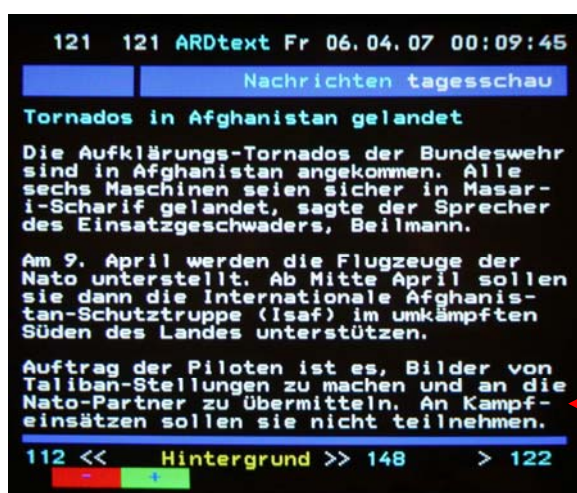 121 121 ARDtext Fr 06.04.07 00:09:45
Nachrichten tagesschau
Tornados in Afghanistan gelandet
Die Aufklärungs-Tornados der Bundeswehr
sind in Afghanistan angekommen. Alle
sechs Maschinen seien sicher in Masar-
i-Scharif gelandet, sagte der Sprecher
des Einsatzgeschwaders, Beilmann.
Am 9. April werden die Flugzeuge der
Nato unterstellt. Ab Mitte April sollen
sie dann die Internationale Afghanis-
tan-Schutztruppe (Isaf) im umkämpften
Süden des Landes unterstützen.
Auftrag der Piloten ist es, Bilder von
Taliban-Stellungen zu machen und an die
Nato-Partner zu übermitteln. An Kampf-
einsätzen sollen sie nicht teilnehmen.
112 << Hintergrund >> 148 > 122
- +